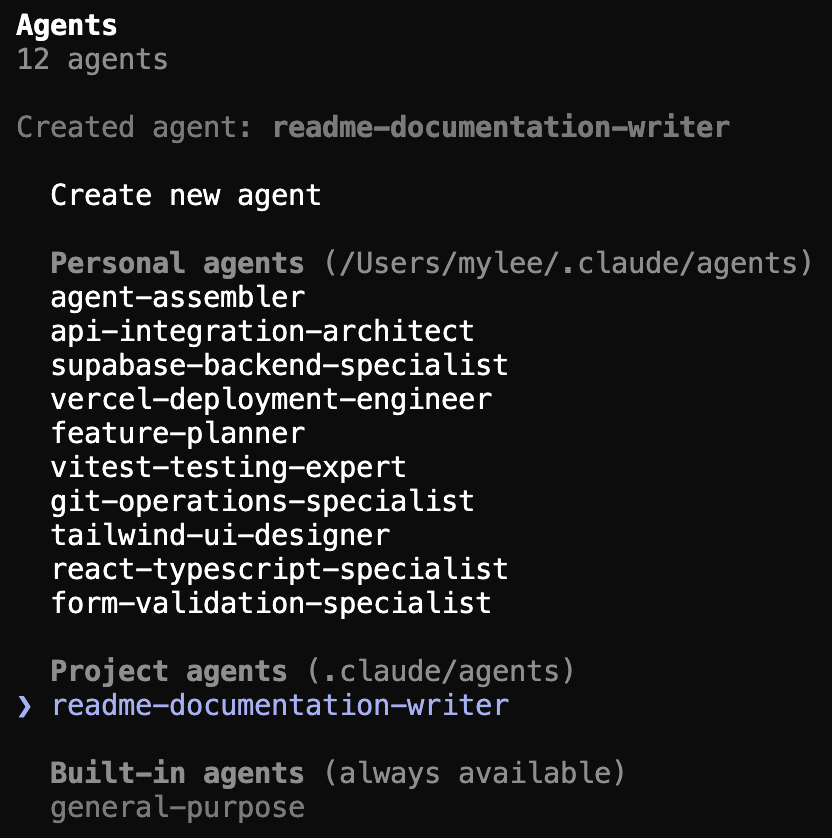 Agents
12 agents
Created agent: readme-documentation-writer
Create new agent
Personal agents (/Users/mylee/.claude/agents)
agent-assembler
api-integration-architect
supabase-backend-specialist
vercel-deployment-engineer
feature-planner
vitest-testing-expert
git-operations-specialist
tailwind-ui-designer
react-typescript-specialist
form-validation-specialist
Project agents (.claude/agents)
❯ readme-documentation-writer
Built-in agents (always available)
general-purpose